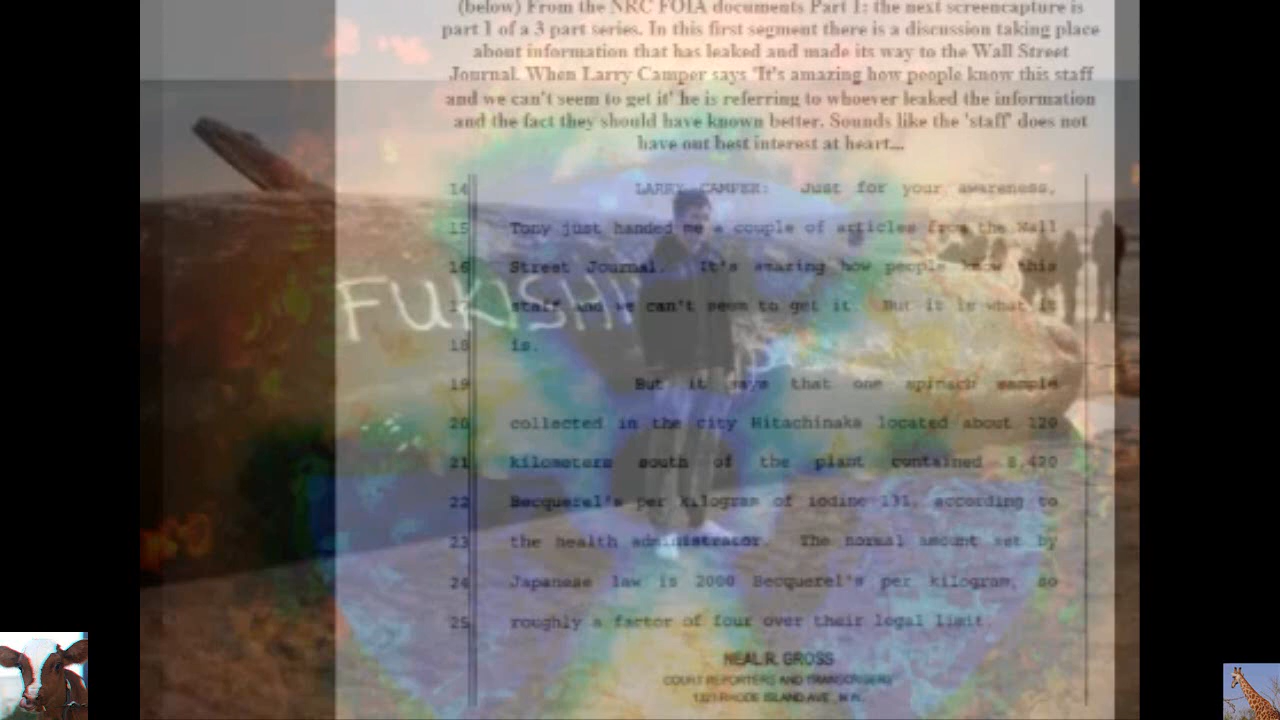 (below) From the NRC FOIA documents Part 1: the next screencapture is
part 1 of a 3 part series. In this first segment there is a discussion taking place
about information that has leaked and made its way to the Wall Street
Journal. When Larry Camper says 'It's amazing how people know this staff
and we can't seem to get it' he is referring to whoever leaked the information
and the fact they should have known better. Sounds like the 'staff' does not
have out best interest at heart...
14 LARRY CAMPER: Just for your awareness,
15 Tony just handed me a couple of articles from the Wall
16 Street Journal. It's amazing how people know this
17 staff and we can't seem to get it. But it is what it
18 is.
FUKISHI
19 But it says that one spinach sample
20 collected in the city Hitachinaka located about 120
21 kilometers south of the plant contained 8,420
22 Becquerel's per kilogram of iodine 131, according to
23 the health administrator. The normal amount set by
24 Japanese law is 2000 Becquerel's per kilogram, so
25 roughly a factor of four over their legal limit.
NEAL R. GROSS
COURT REPORTERS AND TRANSCRIBERS
1323 RHODE ISLAND AVE., N.W.